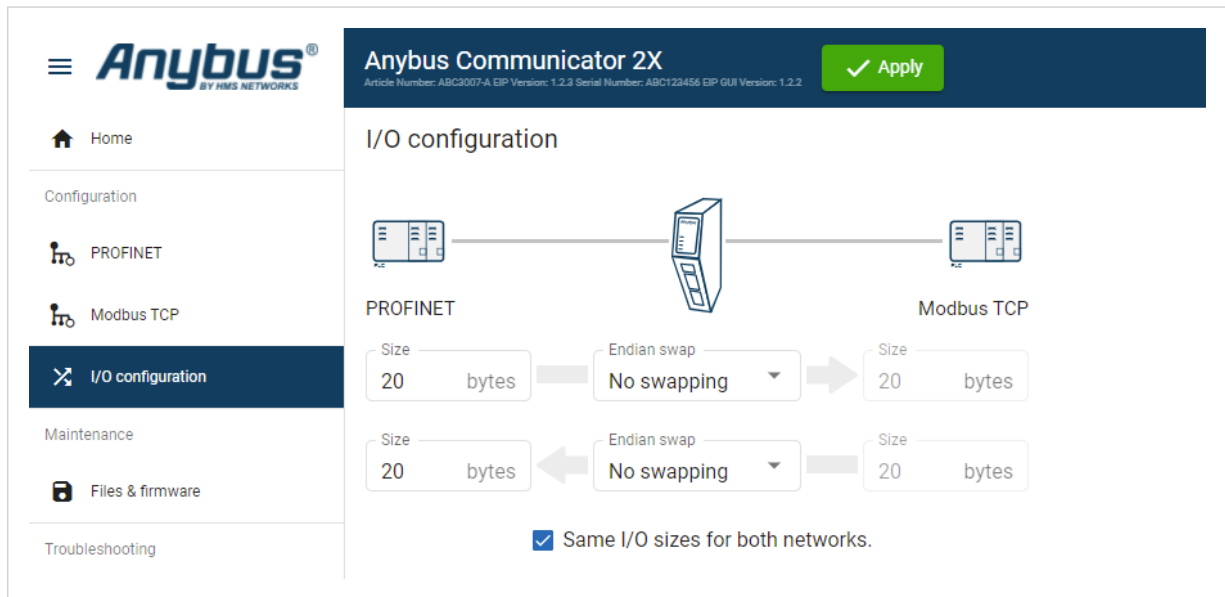 Anybus®
BY HMS NETWORKS
Anybus Communicator 2X
Article Number: ABC3007-A EIP Version: 1.2.3 Serial Number: ABC123456 EIP GUI Version: 1.2.2
Apply
Home
Configuration
PROFINET
Modbus TCP
I/O configuration
Maintenance
Files & firmware
Troubleshooting
I/O configuration
Anybus
PLC
PLC
PROFINET
Modbus TCP
Size
20 bytes
Endian swap
No swapping
Size
20 bytes
Size
20 bytes
Endian swap
No swapping
Size
20 bytes
Same I/O sizes for both networks.